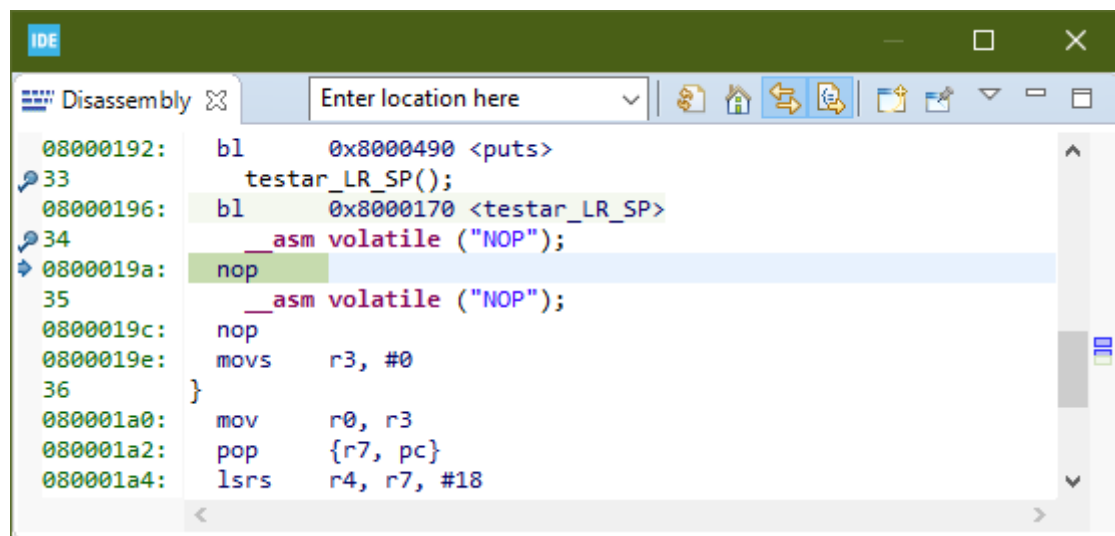 IDE
Disassembly Enter location here
08000192: bl 0x8000490 <puts>
33 testar_LR_SP();
08000196: bl 0x8000170 <testar_LR_SP>
34 __asm volatile ("NOP");
0800019a: nop
35 __asm volatile ("NOP");
0800019c: nop
0800019e: movs r3, #0
36 }
080001a0: mov r0, r3
080001a2: pop {r7, pc}
080001a4: lsrs r4, r7, #18